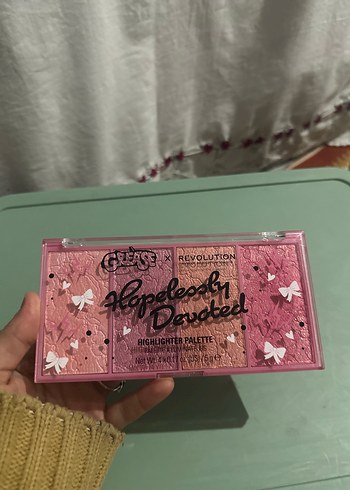 GREASE X REVOLUTION
Hopelessly
Devoted
HIGHLIGHTER PALETTE